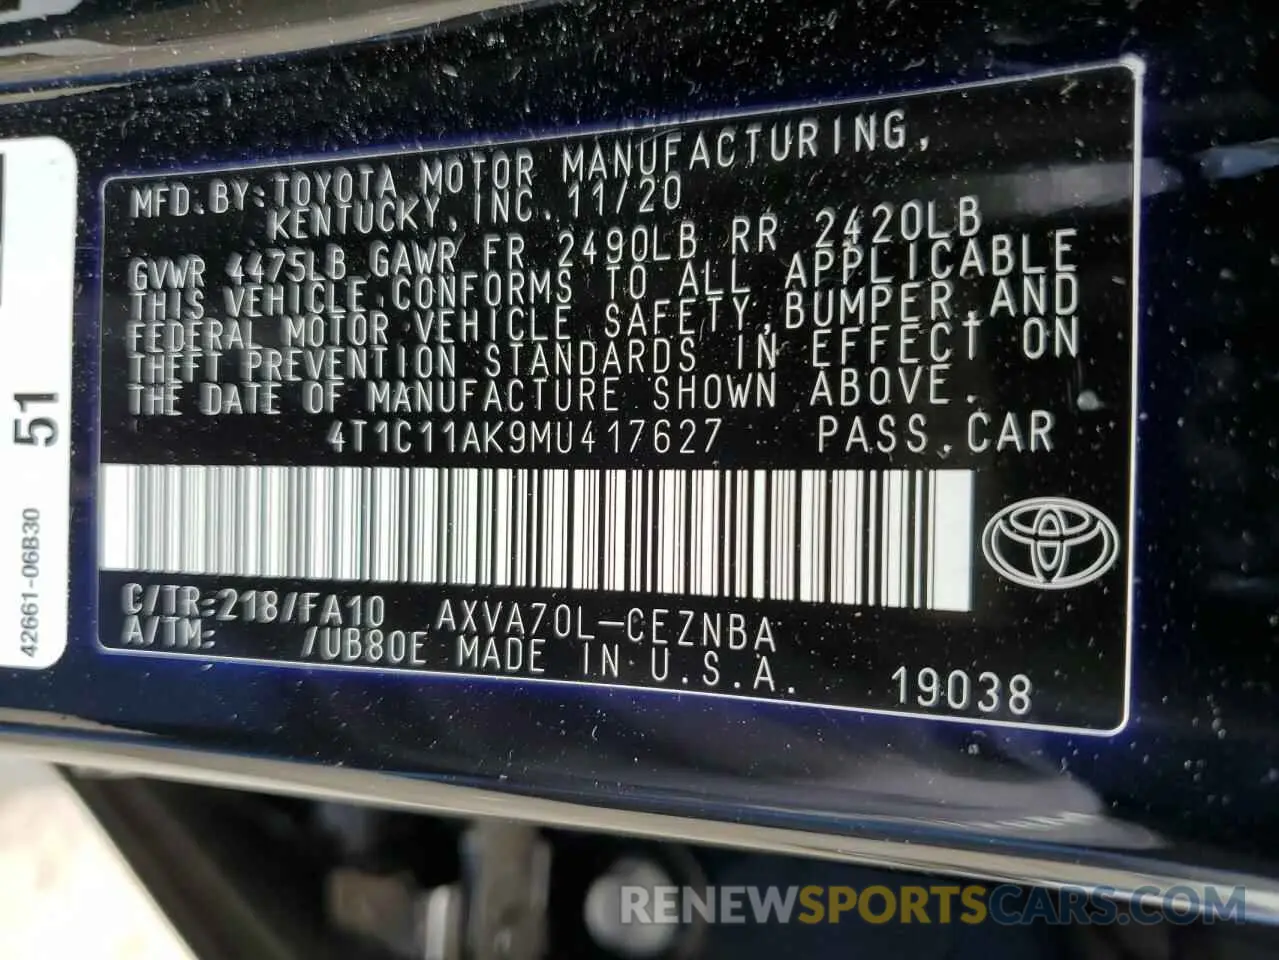 MFD. BY: TOYOTA MOTOR MANUFACTURING,
KENTUCKY, INC. 11/20
GVWR 4475LB GAWR FR 2490LB RR 2420LB
THIS VEHICLE CONFORMS TO ALL APPLICABLE
FEDERAL MOTOR VEHICLE SAFETY, BUMPER, AND
THEFT PREVENTION STANDARDS IN EFFECT ON
THE DATE OF MANUFACTURE SHOWN ABOVE.
4T1C11AK9MU417627 PASS. CAR
C/TR: 218/FA10 AXVA70L-CEZNBA
A/TM: /UB80E MADE IN U.S.A.
19038
51
42661-06B30
RENEWSPORTSCARS.COM